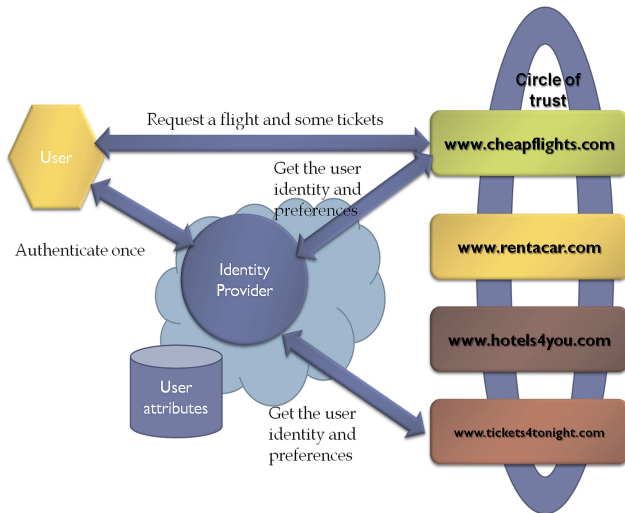 Circle of
trust
Request a flight and some tickets
www.cheapflights.com
User
Get the user
identity and
preferences
Authenticate once
www.rentacar.com
Identity
Provider
www.hotels4you.com
User
attributes
Get the user
identity and
preferences
www.tickets4tonight.com